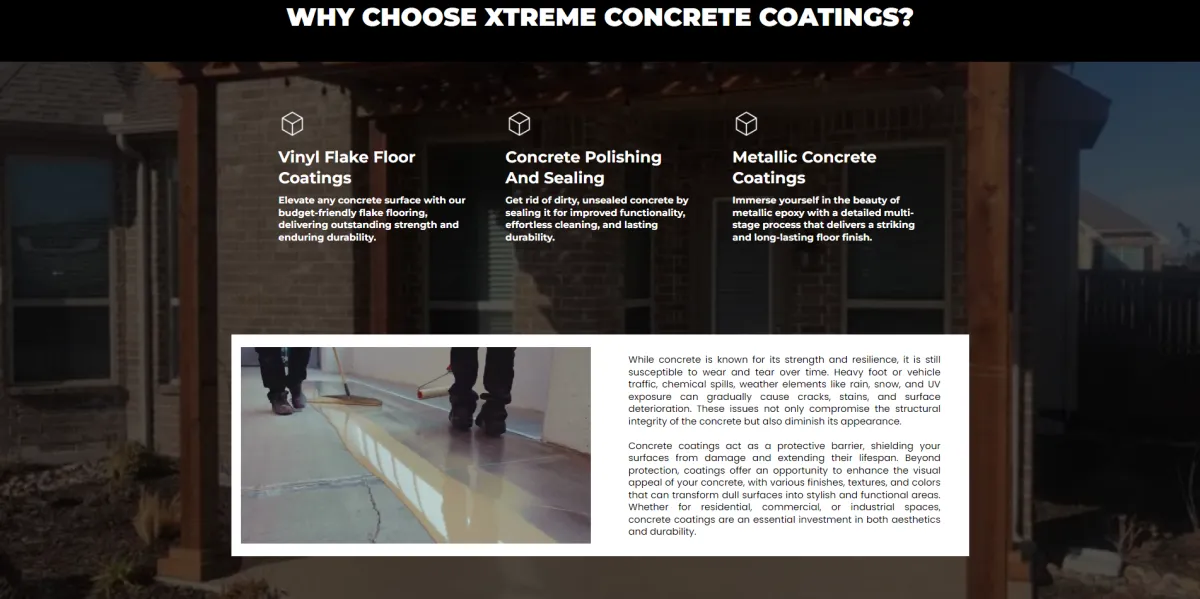 WHY CHOOSE XTREME CONCRETE COATINGS?
Vinyl Flake Floor
Coatings
Elevate any concrete surface with our
budget-friendly flake flooring,
delivering outstanding strength and
enduring durability.
Concrete Polishing
And Sealing
Get rid of dirty, unsealed concrete by
sealing it for improved functionality,
effortless cleaning, and lasting
durability.
Metallic Concrete
Coatings
Immerse yourself in the beauty of
metallic epoxy with a detailed multi-
stage process that delivers a striking
and long-lasting floor finish.
While concrete is known for its strength and resilience, it is still
susceptible to wear and tear over time. Heavy foot or vehicle
traffic, chemical spills, weather elements like rain, snow, and UV
exposure can gradually cause cracks, stains, and surface
deterioration. These issues not only compromise the structural
integrity of the concrete but also diminish its appearance.
Concrete coatings act as a protective barrier, shielding your
surfaces from damage and extending their lifespan. Beyond
protection, coatings offer an opportunity to enhance the visual
appeal of your concrete, with various finishes, textures, and colors
that can transform dull surfaces into stylish and functional areas.
Whether for residential, commercial, or industrial spaces,
concrete coatings are an essential investment in both aesthetics
and durability.